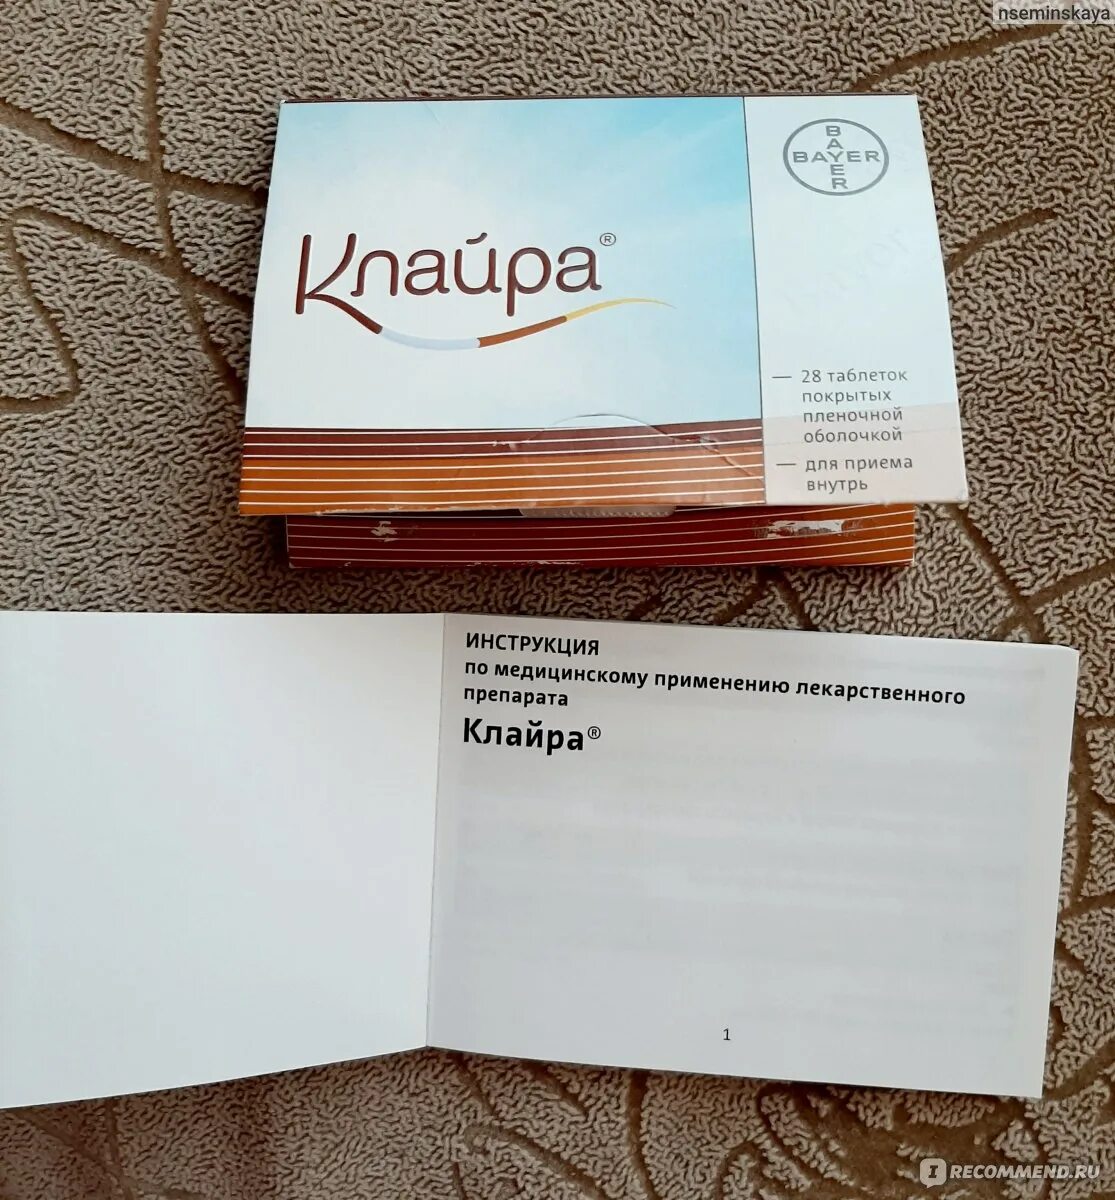 nseminskaya
BAYER
BAYER
Клайра®
— 28 таблеток
покрытых
пленочной
оболочкой
— для приема
внутрь
ИНСТРУКЦИЯ
по медицинскому применению лекарственного
препарата
Клайра®
1
I RECOMMEND.RU